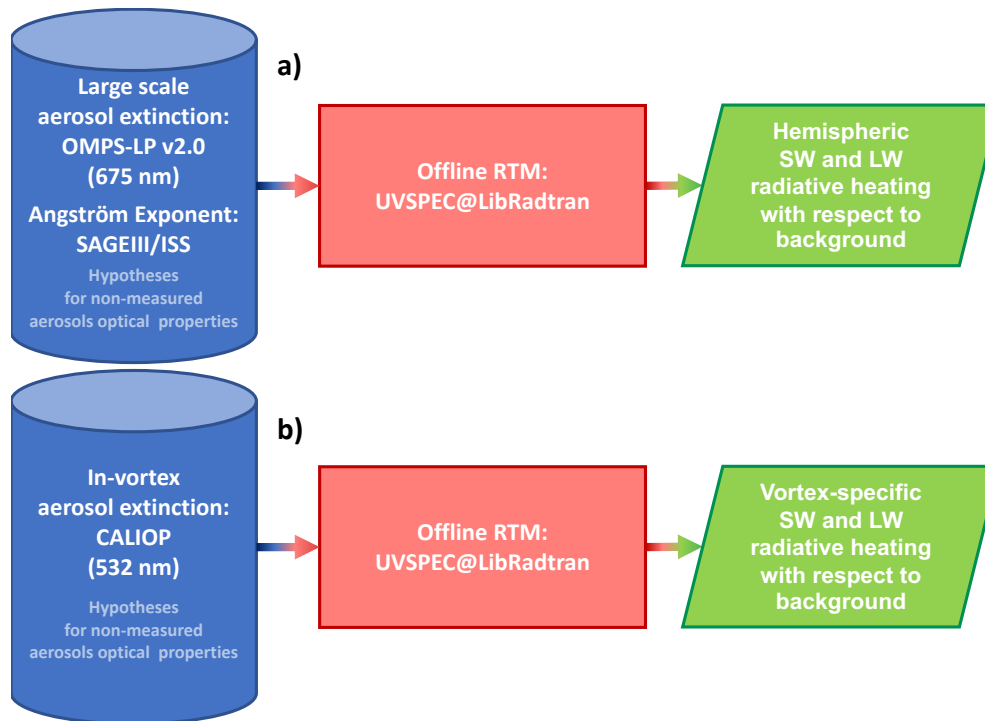 a)
Large scale
aerosol extinction:
OMPS-LP v2.0
(675 nm)
Angström Exponent:
SAGEIII/ISS
Hypotheses
for non-measured
aerosols optical properties
Offline RTM:
UVSPEC@LibRadtran
Hemispheric
SW and LW
radiative heating
with respect to
background
b)
In-vortex
aerosol extinction:
CALIOP
(532 nm)
Hypotheses
for non-measured
aerosols optical properties
Offline RTM:
UVSPEC@LibRadtran
Vortex-specific
SW and LW
radiative heating
with respect to
background